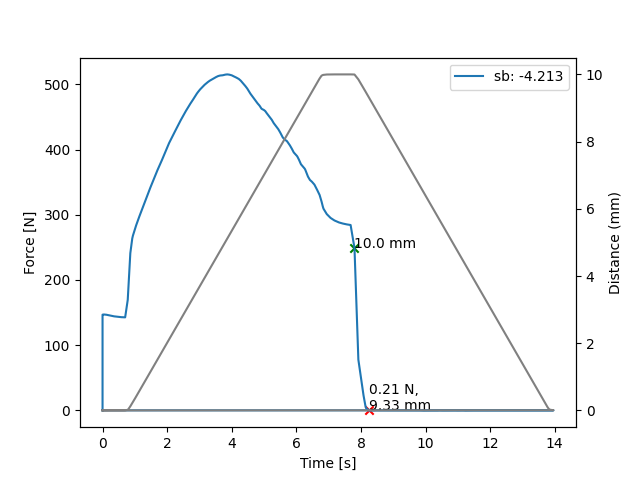 sb: -4.213
Force [N]
500
400
300
200
100
0
10
8
6
4
2
0
Distance (mm)
10.0 mm
0.21 N,
9.33 mm
0 2 4 6 8 10 12 14
Time [s]